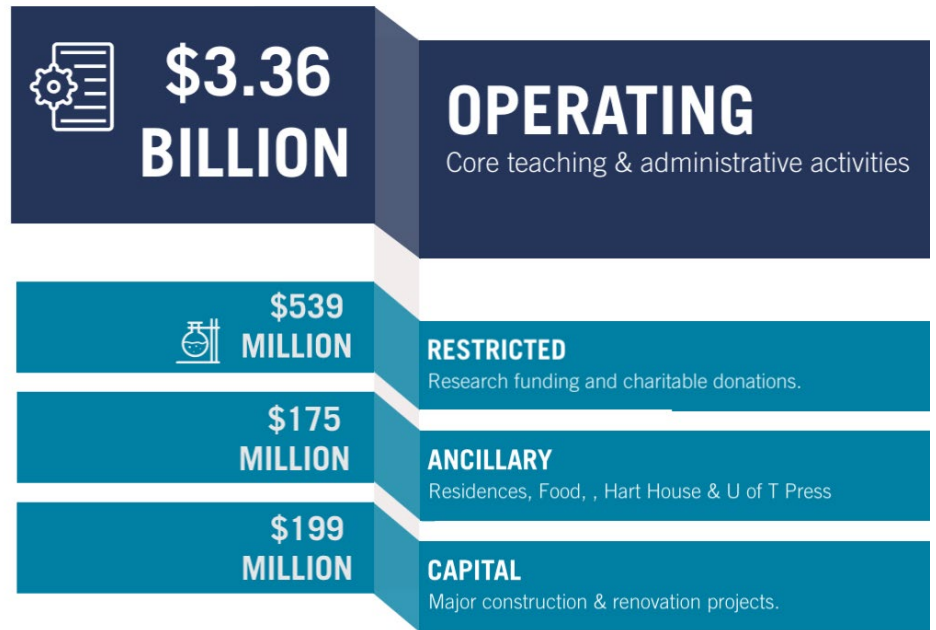 $3.36
BILLION
OPERATING
Core teaching & administrative activities
$539
MILLION
RESTRICTED
Research funding and charitable donations.
$175
MILLION
ANCILLARY
Residences, Food, , Hart House & U of T Press
$199
MILLION
CAPITAL
Major construction & renovation projects.